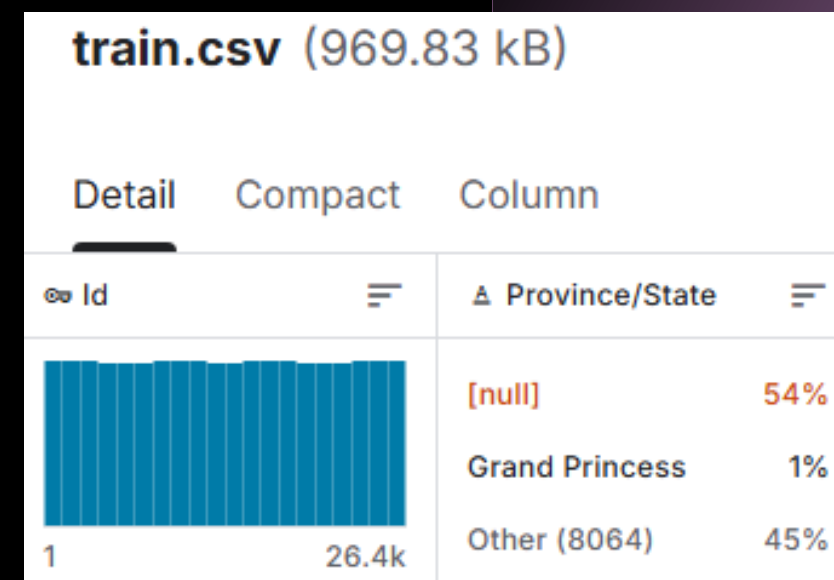 train.csv (969.83 kB)
Detail Compact Column
Id Province/State
[null] 54%
Grand Princess 1%
Other (8064) 45%
1 26.4k